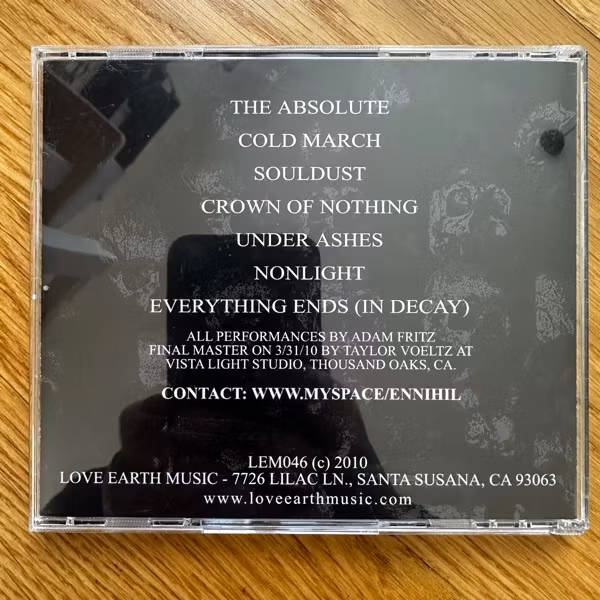 THE ABSOLUTE
COLD MARCH
SOULDUST
CROWN OF NOTHING
UNDER ASHES
NONLIGHT
EVERYTHING ENDS (IN DECAY)
ALL PERFORMANCES BY ADAM FRITZ
FINAL MASTER ON 3/31/10 BY TAYLOR VOELTZ AT
VISTA LIGHT STUDIO, THOUSAND OAKS, CA.
CONTACT: WWW.MYSPACE/ENNIHIL
LEM046 (c) 2010
LOVE EARTH MUSIC - 7726 LILAC LN., SANTA SUSANA, CA 93063
www.loveearthmusic.com